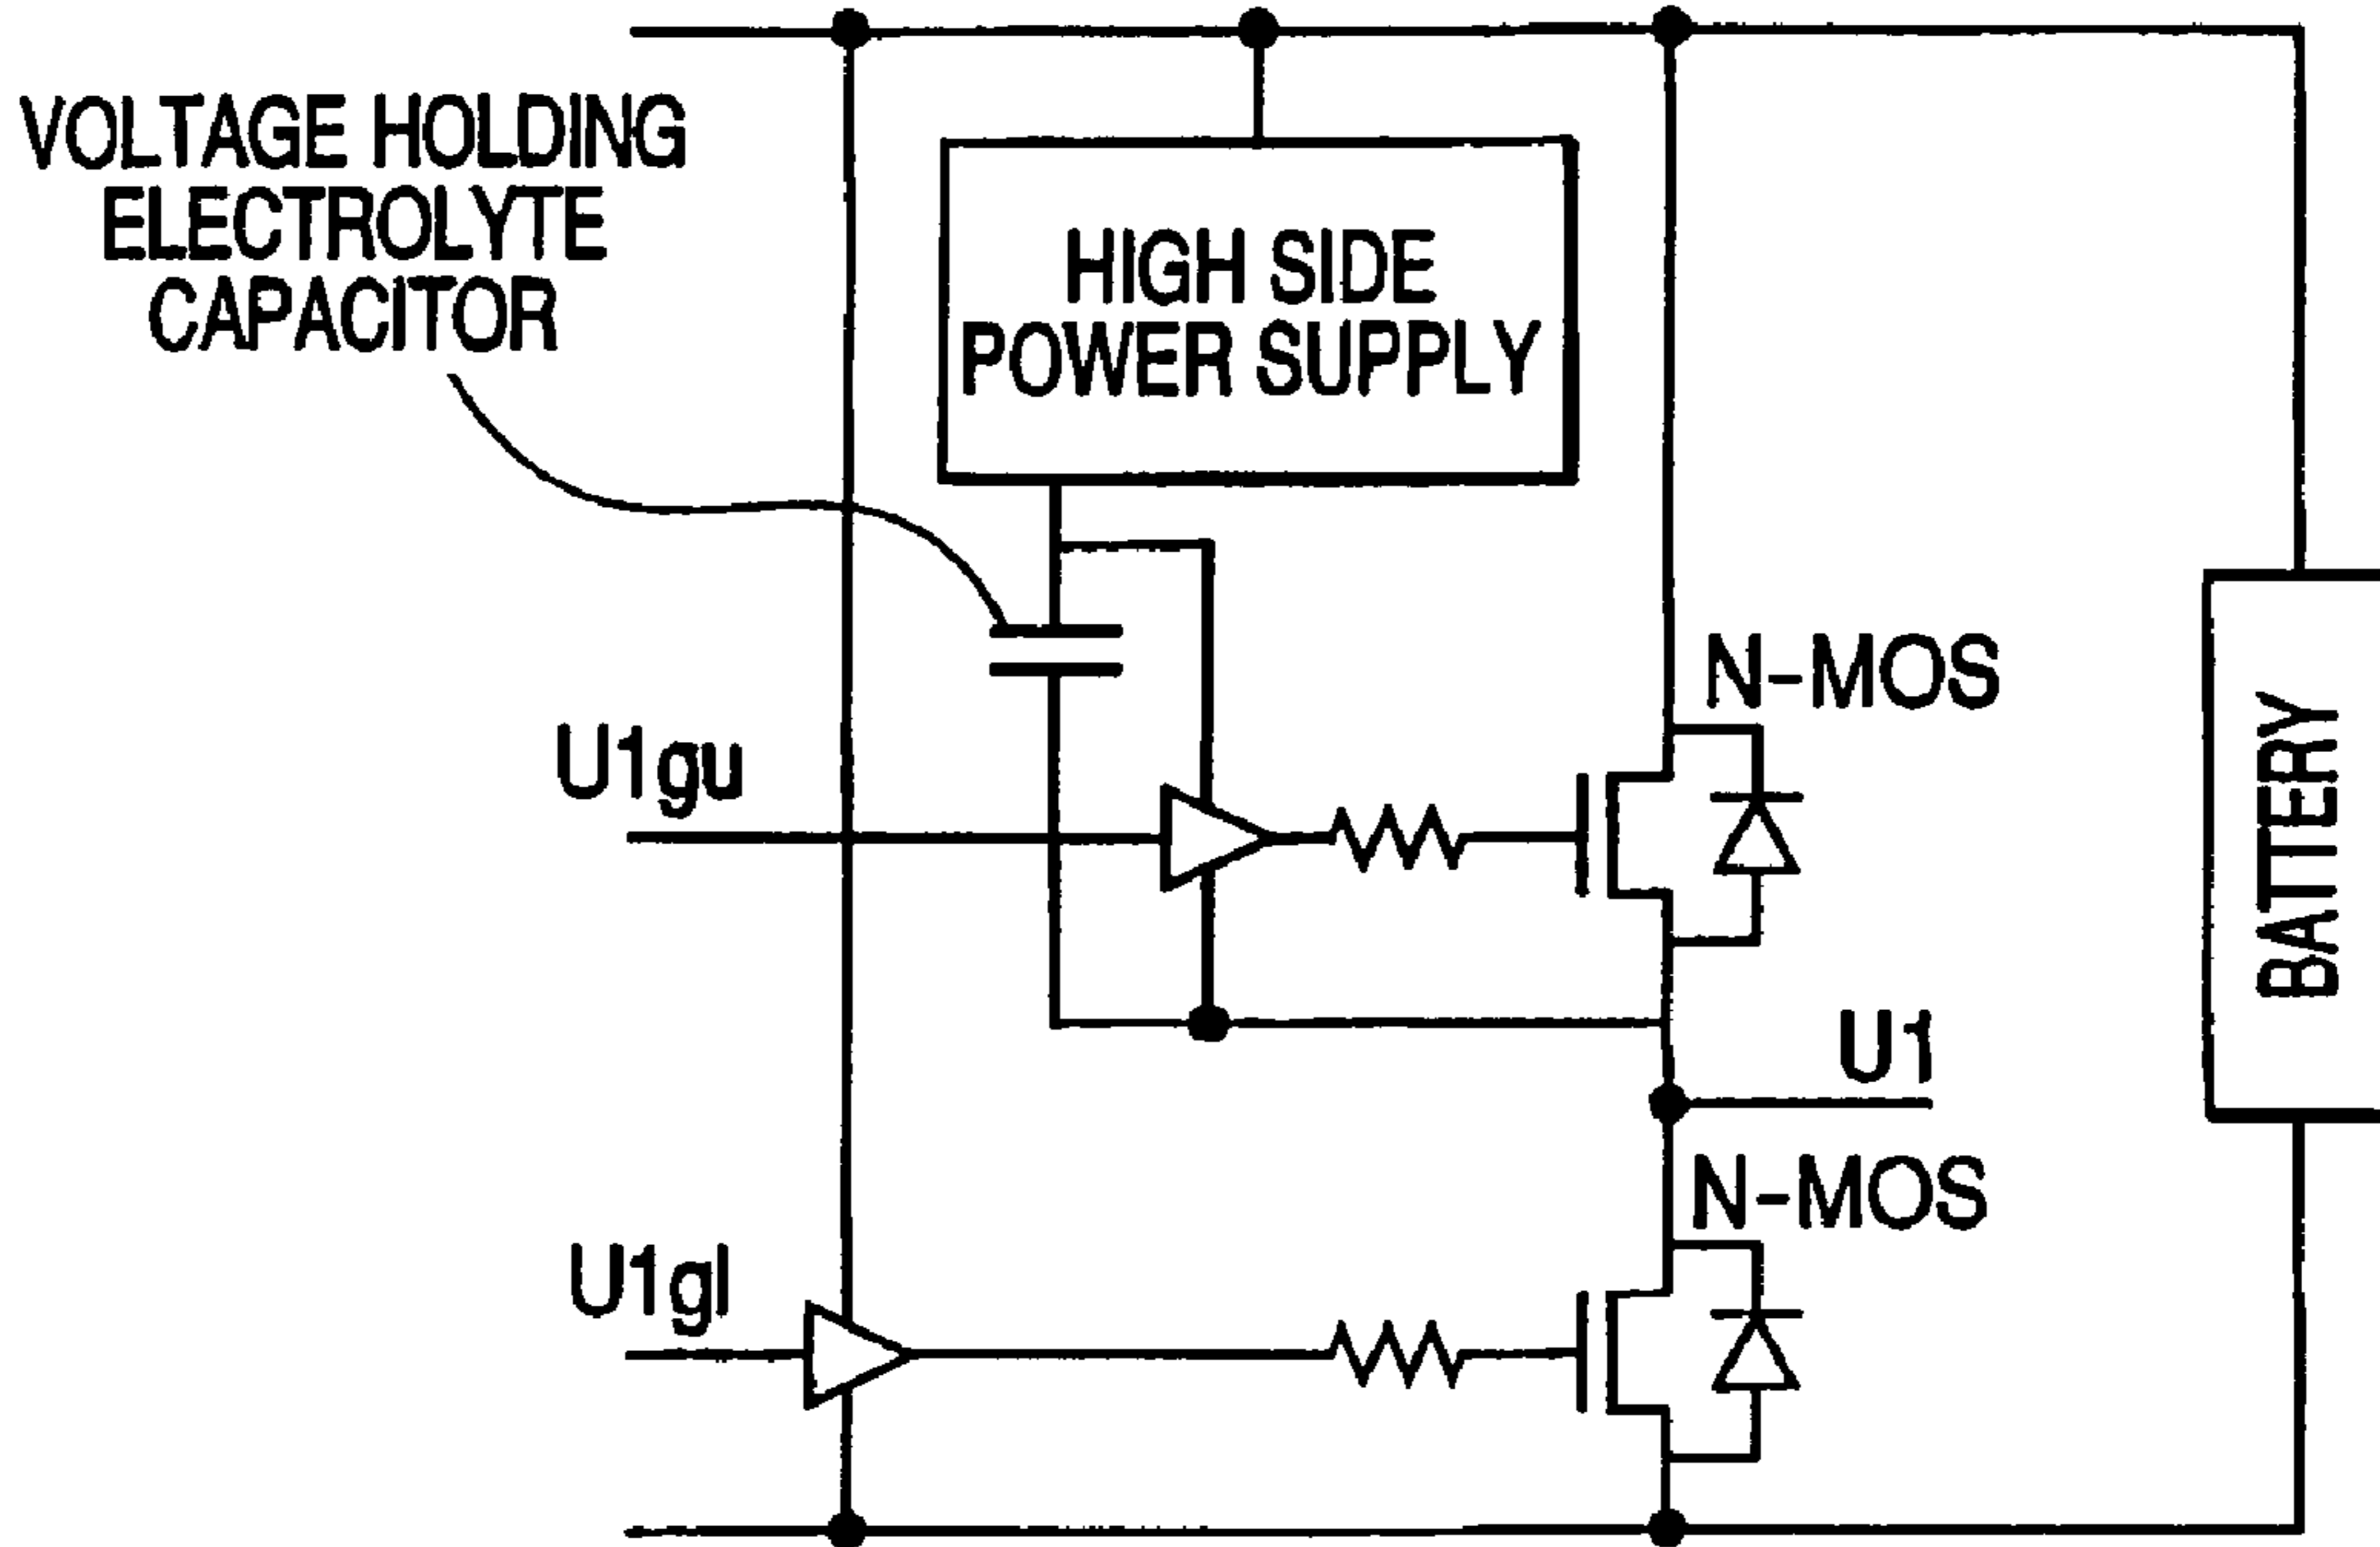 VOLTAGE HOLDING
ELECTROLYTE
CAPACITOR
HIGH SIDE
POWER SUPPLY
N-MOS
U1gu
BATTERY
U1
N-MOS
U1gl